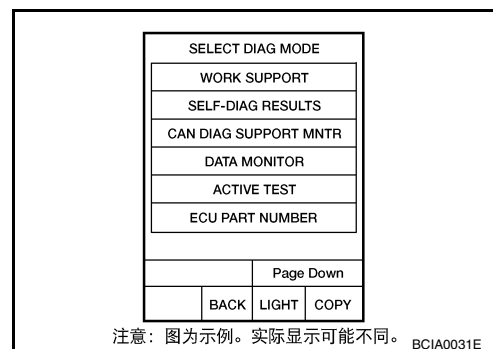 SELECT DIAG MODE
WORK SUPPORT
SELF-DIAG RESULTS
CAN DIAG SUPPORT MNTR
DATA MONITOR
ACTIVE TEST
ECU PART NUMBER
Page Down
BACK LIGHT COPY
注意：图为示例。实际显示可能不同。 BCIA0031E